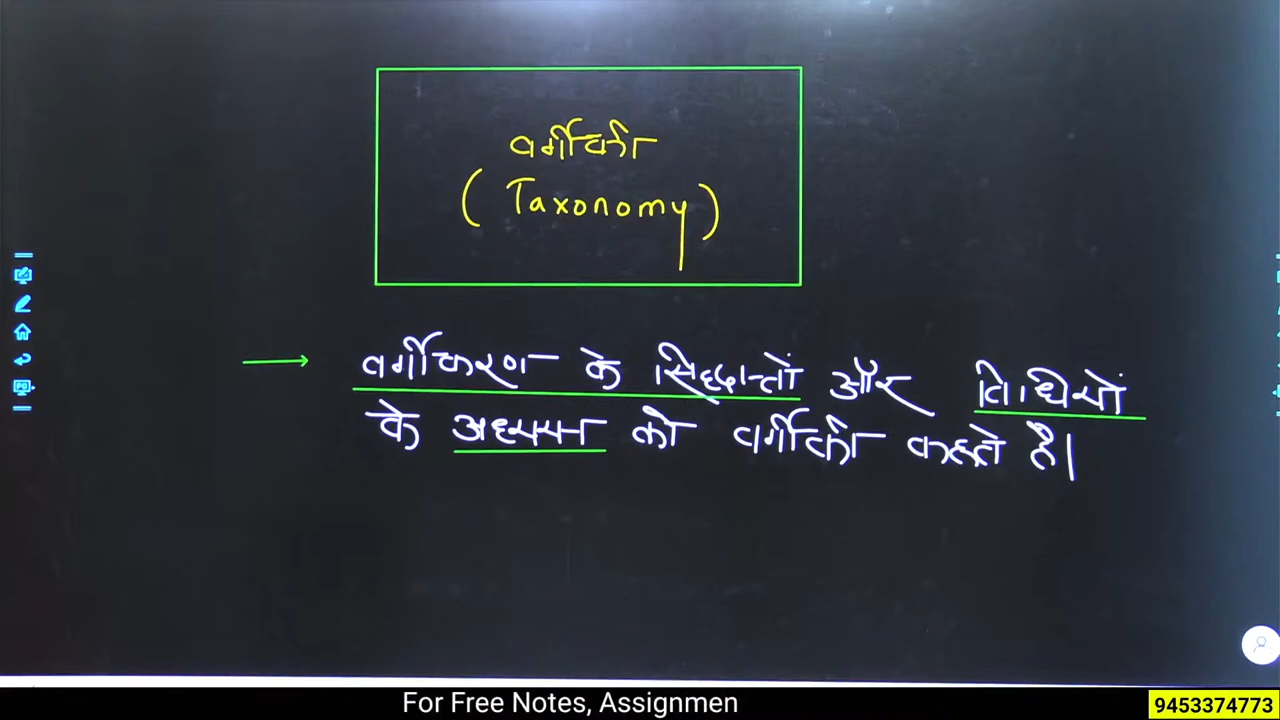 वर्गीकी
( Taxonomy )
→ वर्गीकरण के सिद्धान्तों और विधियों
के अध्ययन को वर्गीकी कहते है।
For Free Notes, Assignmen
9453374773